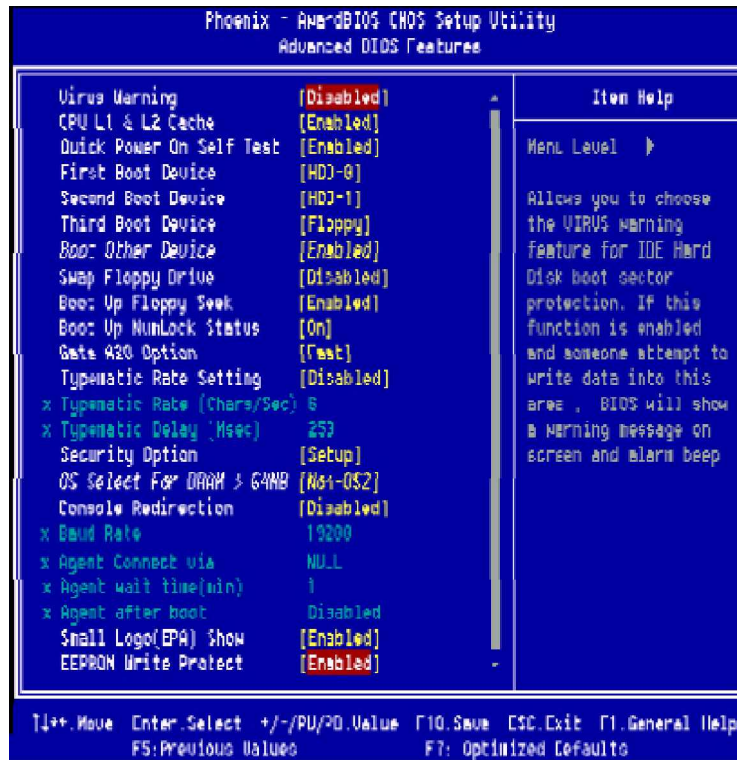 Phoenix - AwardBIOS CMOS Setup Utility
Advanced BIOS Features
Virus Warning [Disabled]
CPU L1 & L2 Cache [Enabled]
Quick Power On Self Test [Enabled]
First Boot Device [HDD-0]
Second Boot Device [HDD-1]
Third Boot Device [Floppy]
Boot Other Device [Enabled]
Swap Floppy Drive [Disabled]
Boot Up Floppy Seek [Enabled]
Boot Up NumLock Status [On]
Gate A20 Option [Fast]
Typematic Rate Setting [Disabled]
x Typematic Rate (Chars/Sec) 6
x Typematic Delay (Msec) 250
Security Option [Setup]
OS Select For DRAM > 64MB [Non-OS2]
Console Redirection [Disabled]
x Baud Rate 19200
x Agent Connect via NULL
x Agent wait time(min) 1
x Agent after boot Disabled
Small Logo(EPA) Show [Enabled]
EEPROM Write Protect [Enabled]
Item Help
Menu Level
Allows you to choose
the VIRUS warning
feature for IDE Hard
Disk boot sector
protection. If this
function is enabled
and someone attempt to
write data into this
area , BIOS will show
a warning message on
screen and alarm beep
↑↓→←:Move Enter:Select +/-/PU/PD:Value F10:Save ESC:Exit F1:General Help
F5:Previous Values F7: Optimized Defaults